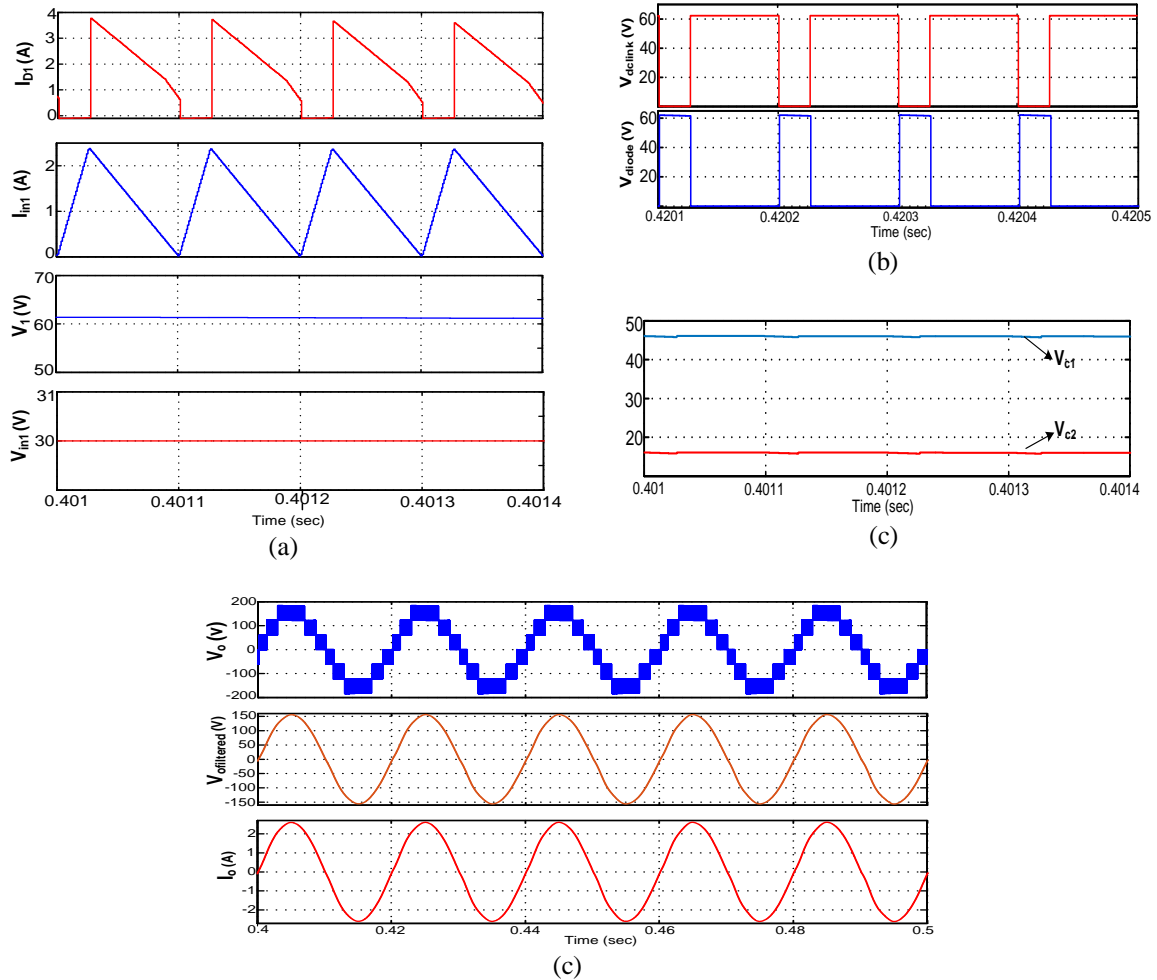 4
3
2
1
0
I_D1 (A)
2
1
0
I_in1 (A)
70
60
50
V_1 (V)
31
30
V_in1 (V)
0.401 0.4011 0.4012 0.4013 0.4014
Time (sec)
(a)
60
40
20
V_dclink (V)
60
40
20
V_diode (V)
0.4201 0.4202 0.4203 0.4204 0.4205
Time (sec)
(b)
50
40
30
20
V_c1
V_c2
0.401 0.4011 0.4012 0.4013 0.4014
Time (sec)
(c)
200
100
0
-100
-200
V_o (V)
150
100
50
0
-50
-100
-150
V_ofiltered (V)
2
1
0
-1
-2
I_o (A)
0.4 0.42 0.44 0.46 0.48 0.5
Time (sec)
(c)